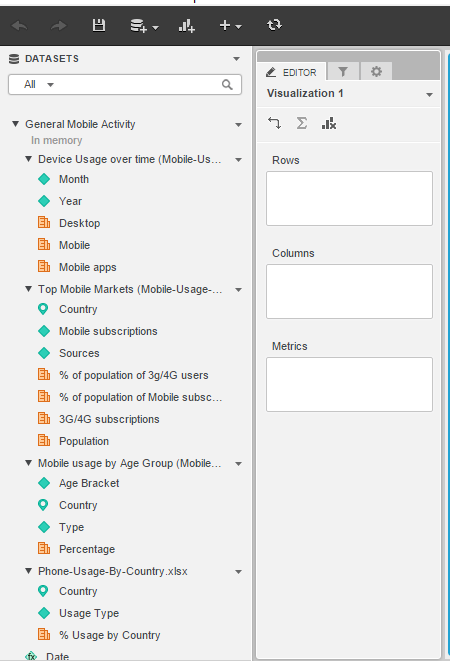 DATASETS
All
General Mobile Activity
In memory
Device Usage over time (Mobile-Us...
Month
Year
Desktop
Mobile
Mobile apps
Top Mobile Markets (Mobile-Usage-...
Country
Mobile subscriptions
Sources
% of population of 3g/4G users
% of population of Mobile subsc...
3G/4G subscriptions
Population
Mobile usage by Age Group (Mobile...
Age Bracket
Country
Type
Percentage
Phone-Usage-By-Country.xlsx
Country
Usage Type
% Usage by Country
fx Date
EDITOR
Visualization 1
Rows
Columns
Metrics